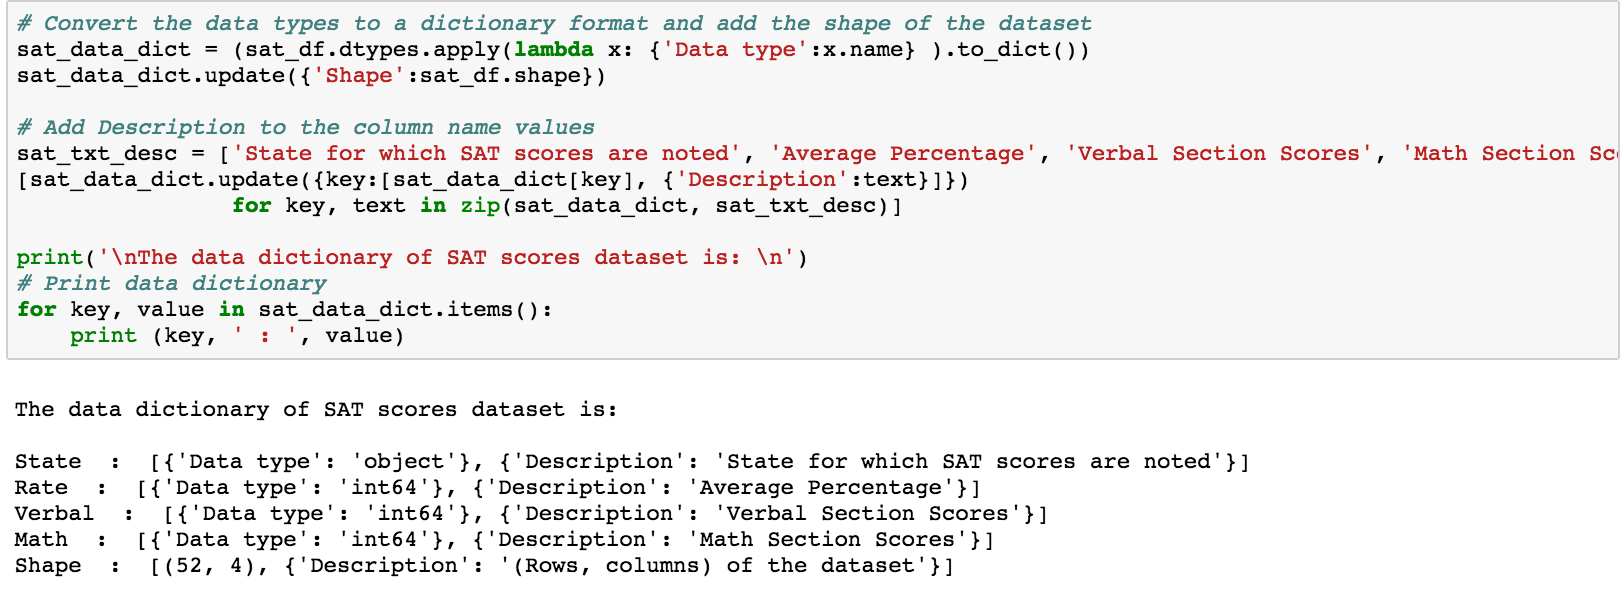 # Convert the data types to a dictionary format and add the shape of the dataset
sat_data_dict = (sat_df.dtypes.apply(lambda x: {'Data type':x.name} ).to_dict())
sat_data_dict.update({'Shape':sat_df.shape})
# Add Description to the column name values
sat_txt_desc = ['State for which SAT scores are noted', 'Average Percentage', 'Verbal Section Scores', 'Math Section Sc
[sat_data_dict.update({key:[sat_data_dict[key], {'Description':text}]})
for key, text in zip(sat_data_dict, sat_txt_desc)]
print('\nThe data dictionary of SAT scores dataset is: \n')
# Print data dictionary
for key, value in sat_data_dict.items():
print (key, ' : ', value)
The data dictionary of SAT scores dataset is:
State  :  [{'Data type': 'object'}, {'Description': 'State for which SAT scores are noted'}]
Rate  :  [{'Data type': 'int64'}, {'Description': 'Average Percentage'}]
Verbal  :  [{'Data type': 'int64'}, {'Description': 'Verbal Section Scores'}]
Math  :  [{'Data type': 'int64'}, {'Description': 'Math Section Scores'}]
Shape  :  [(52, 4), {'Description': '(Rows, columns) of the dataset'}]